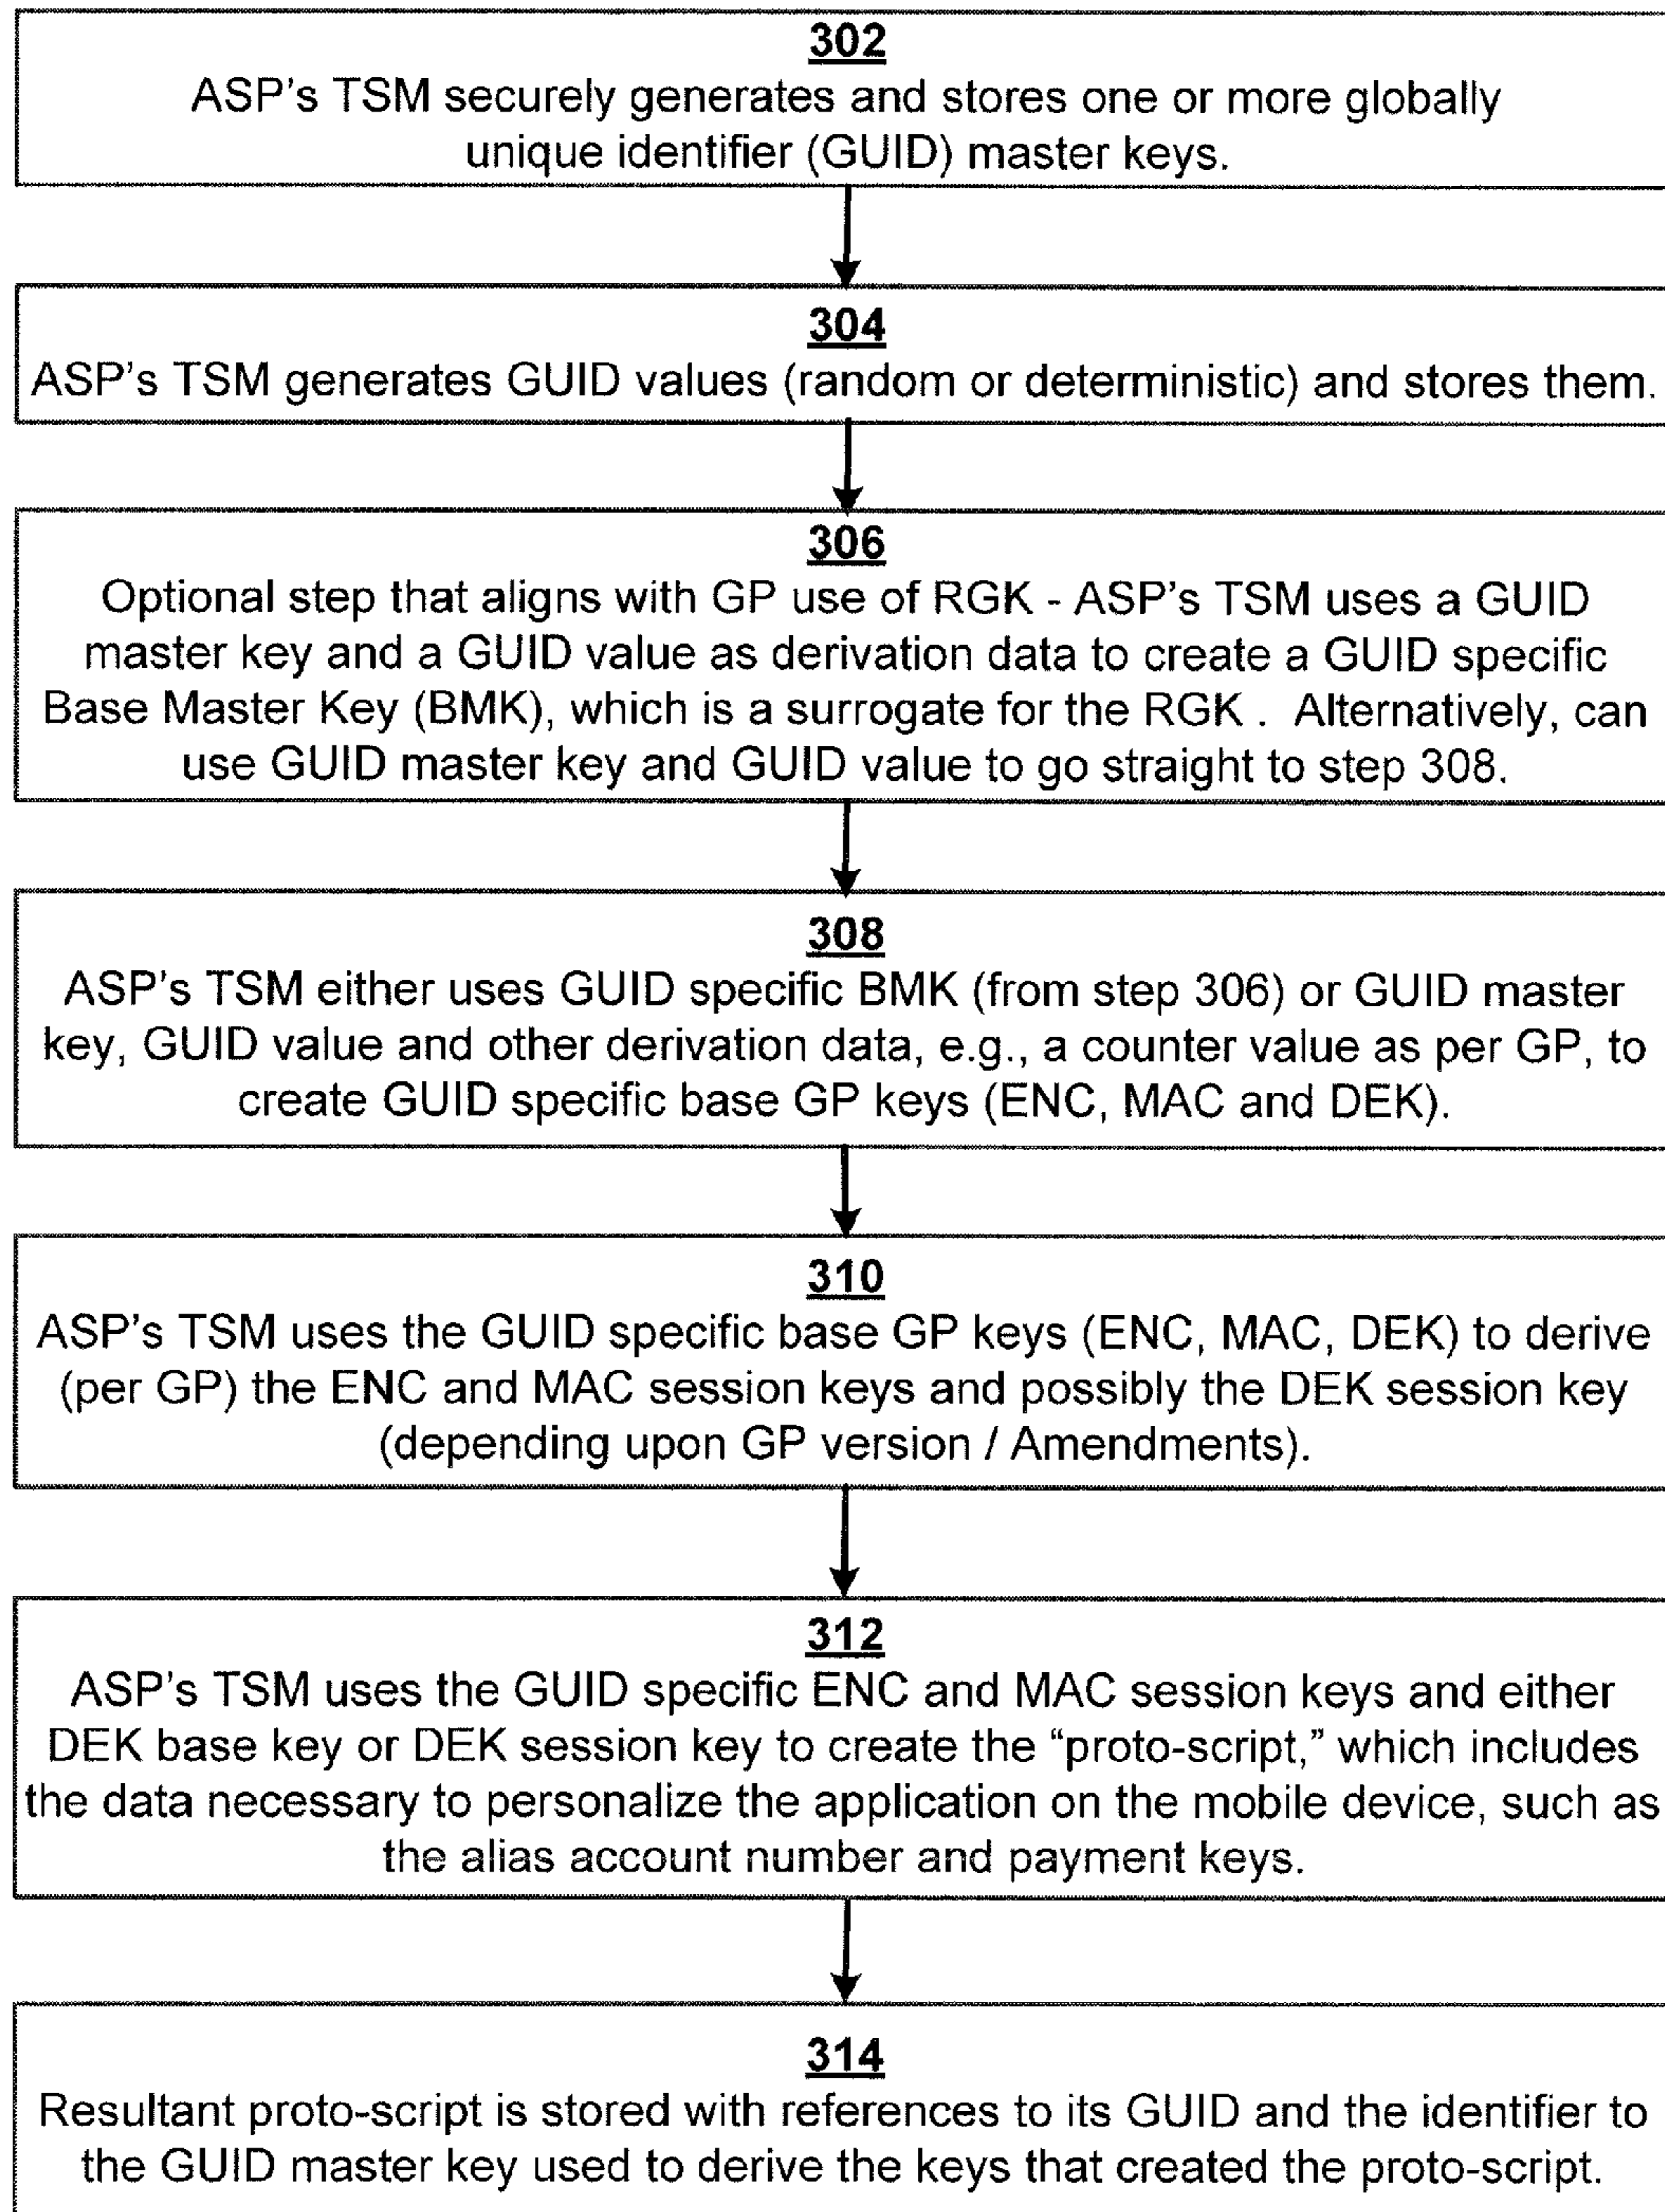 302
ASP's TSM securely generates and stores one or more globally
unique identifier (GUID) master keys.
304
ASP's TSM generates GUID values (random or deterministic) and stores them.
306
Optional step that aligns with GP use of RGK - ASP's TSM uses a GUID
master key and a GUID value as derivation data to create a GUID specific
Base Master Key (BMK), which is a surrogate for the RGK . Alternatively, can
use GUID master key and GUID value to go straight to step 308.
308
ASP's TSM either uses GUID specific BMK (from step 306) or GUID master
key, GUID value and other derivation data, e.g., a counter value as per GP, to
create GUID specific base GP keys (ENC, MAC and DEK).
310
ASP's TSM uses the GUID specific base GP keys (ENC, MAC, DEK) to derive
(per GP) the ENC and MAC session keys and possibly the DEK session key
(depending upon GP version / Amendments).
312
ASP's TSM uses the GUID specific ENC and MAC session keys and either
DEK base key or DEK session key to create the “proto-script,” which includes
the data necessary to personalize the application on the mobile device, such as
the alias account number and payment keys.
314
Resultant proto-script is stored with references to its GUID and the identifier to
the GUID master key used to derive the keys that created the proto-script.